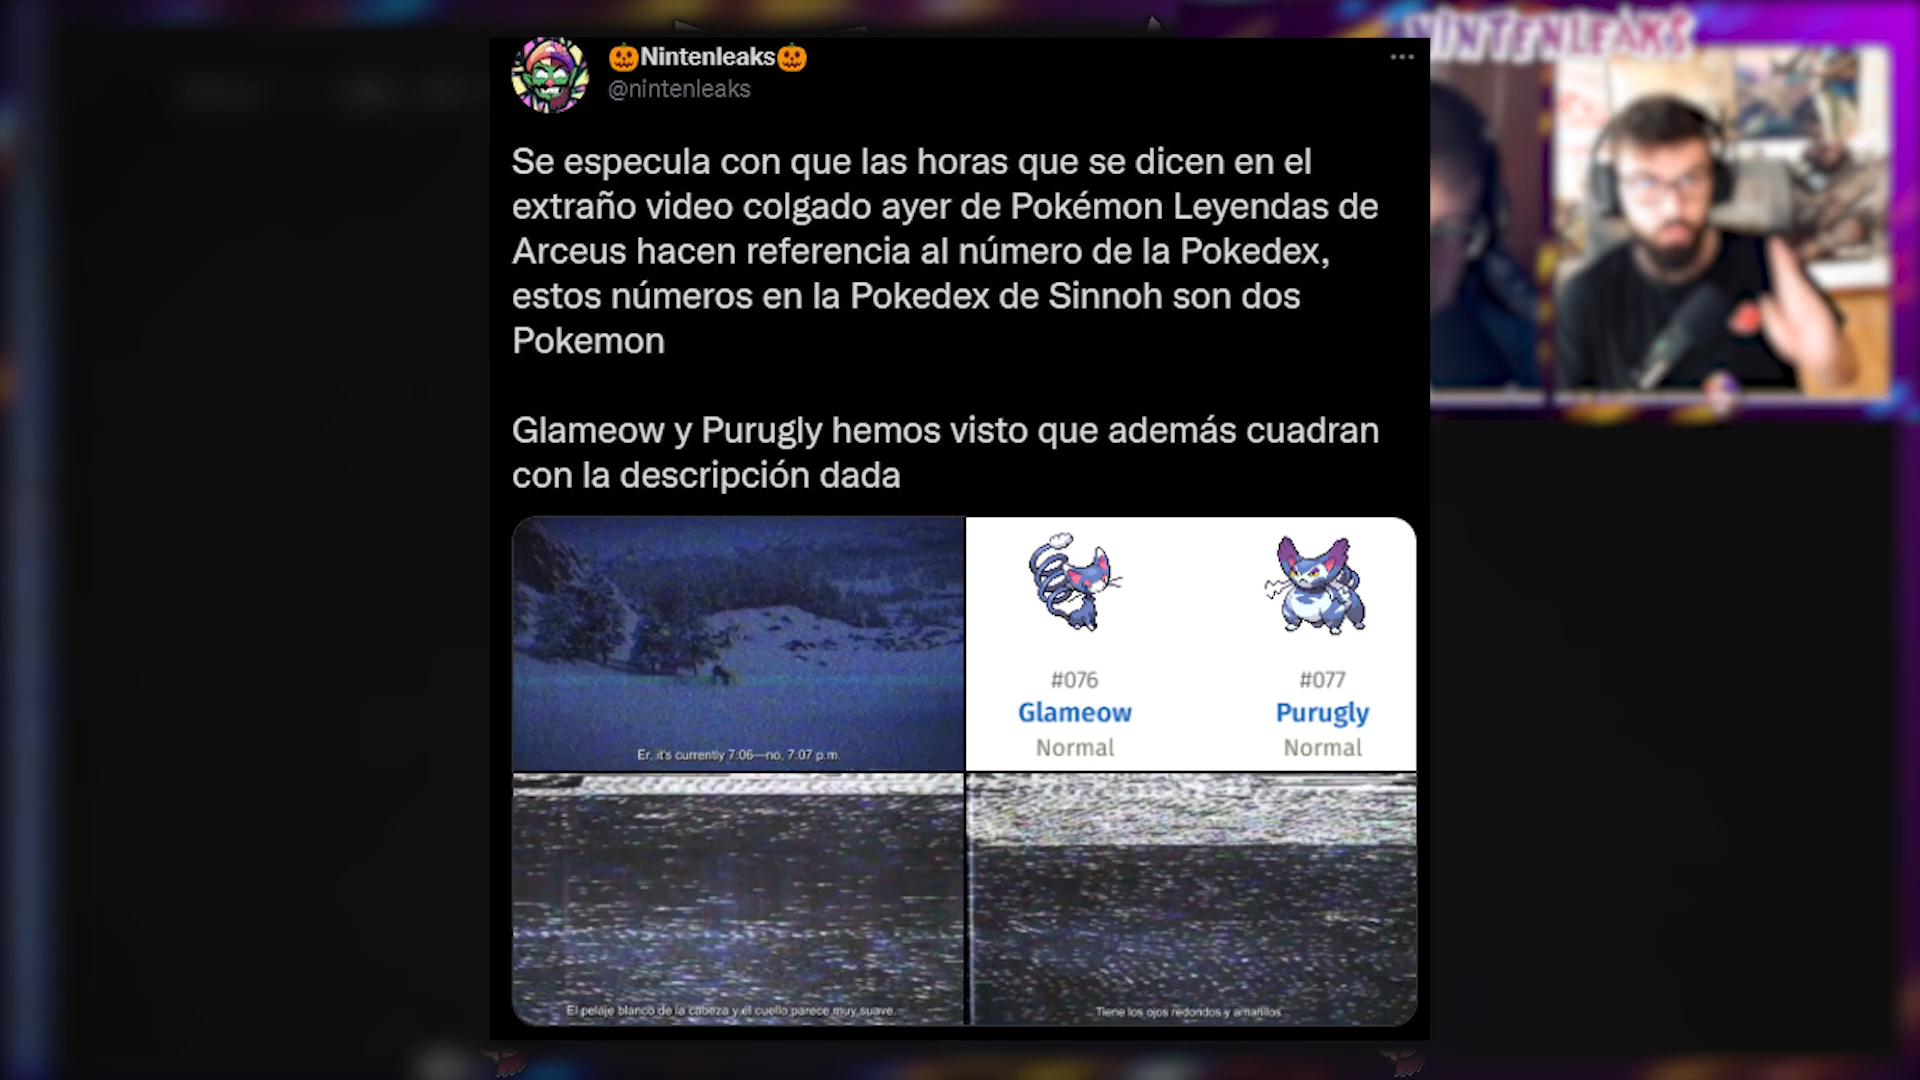 NINTENLEAKS
🎃Nintenleaks🎃
@nintenleaks
Se especula con que las horas que se dicen en el
extraño video colgado ayer de Pokémon Leyendas de
Arceus hacen referencia al número de la Pokedex,
estos números en la Pokedex de Sinnoh son dos
Pokemon
Glameow y Purugly hemos visto que además cuadran
con la descripción dada
Er, it's currently 7:06—no, 7:07 p.m.
#076
Glameow
Normal
#077
Purugly
Normal
El pelaje blanco de la cabeza y el cuello parece muy suave.
Tiene los ojos redondos y amarillos